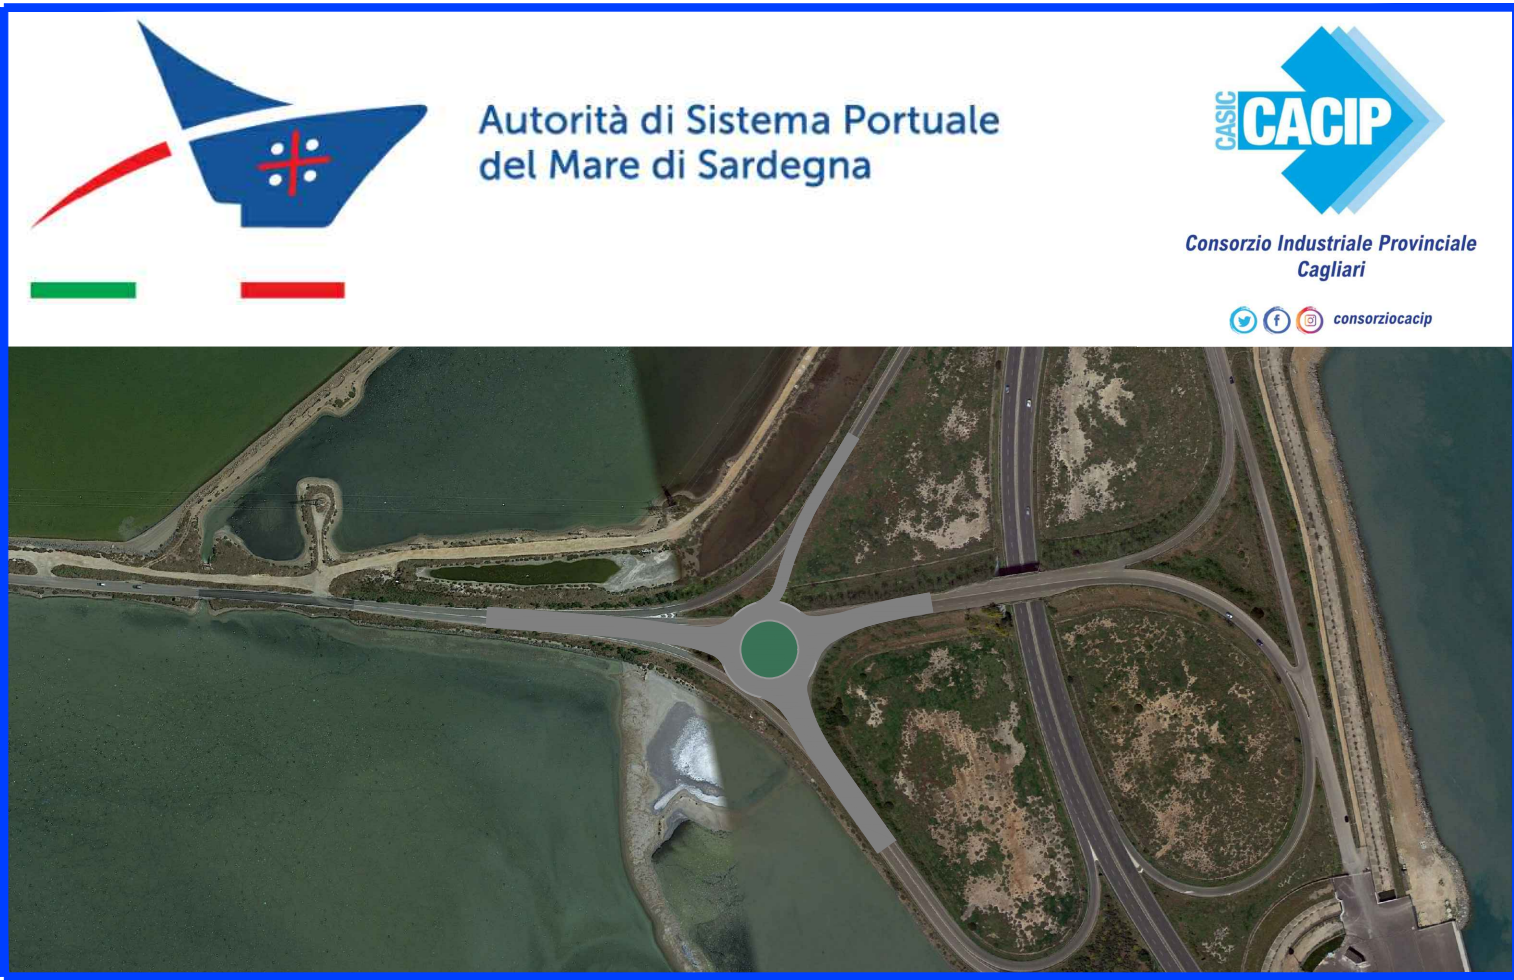 Autorità di Sistema Portuale
del Mare di Sardegna
CASIC
CACIP
Consorzio Industriale Provinciale
Cagliari
consorziocacip